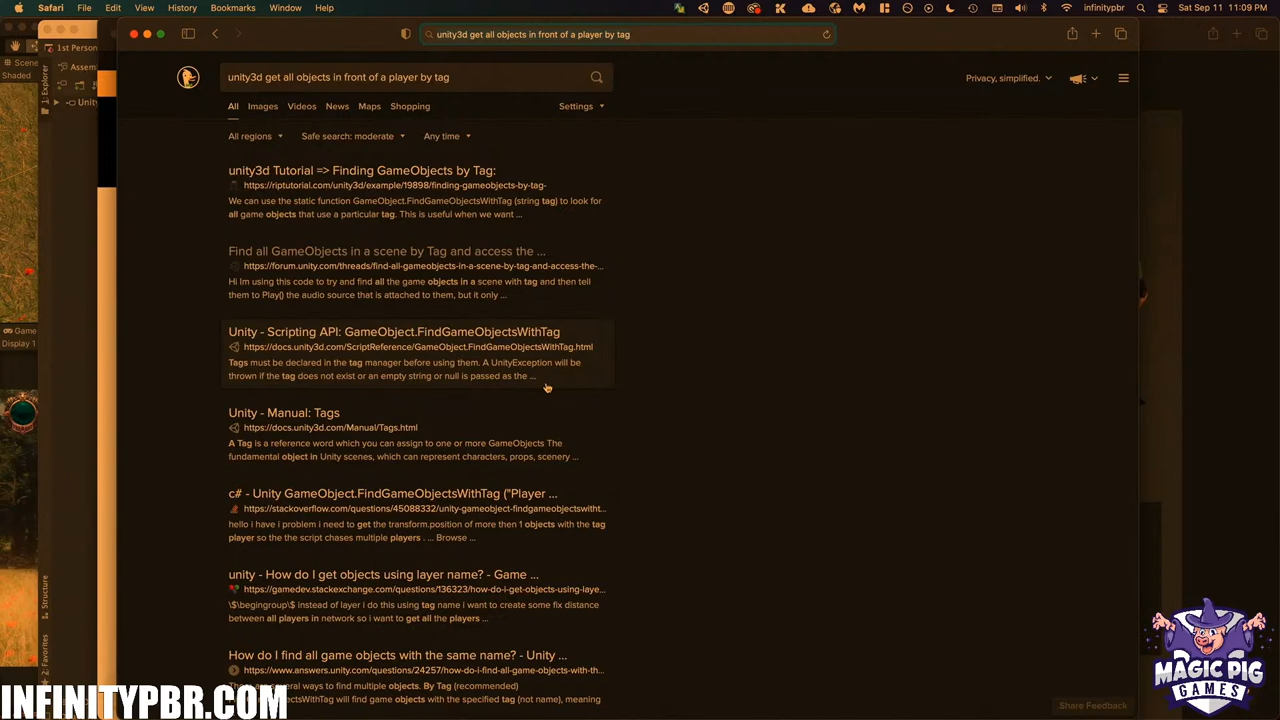 Safari File Edit View History Bookmarks Window Help
infinitypbr Sat Sep 11 11:09 PM
unity3d get all objects in front of a player by tag
1st Person
Scene
Shaded
Assem
Unity
Explorer
unity3d get all objects in front of a player by tag
Privacy, simplified.
All Images Videos News Maps Shopping
Settings
All regions Safe search: moderate Any time
unity3d Tutorial => Finding GameObjects by Tag:
https://riptutorial.com/unity3d/example/19898/finding-gameobjects-by-tag-
We can use the static function GameObject.FindGameObjectsWithTag (string tag) to look for
all game objects that use a particular tag. This is useful when we want ...
Find all GameObjects in a scene by Tag and access the ...
https://forum.unity.com/threads/find-all-gameobjects-in-a-scene-by-tag-and-access-the-...
Hi Im using this code to try and find all the game objects in a scene with tag and then tell
them to Play() the audio source that is attached to them, but it only ...
Game
Display 1
Unity - Scripting API: GameObject.FindGameObjectsWithTag
https://docs.unity3d.com/ScriptReference/GameObject.FindGameObjectsWithTag.html
Tags must be declared in the tag manager before using them. A UnityException will be
thrown if the tag does not exist or an empty string or null is passed as the ...
Unity - Manual: Tags
https://docs.unity3d.com/Manual/Tags.html
A Tag is a reference word which you can assign to one or more GameObjects The
fundamental object in Unity scenes, which can represent characters, props, scenery ...
c# - Unity GameObject.FindGameObjectsWithTag ("Player ...
https://stackoverflow.com/questions/45088332/unity-gameobject-findgameobjectswitht...
hello i have i problem i need to get the transform.position of more then 1 objects with the tag
player so the the script chases multiple players . ... Browse ...
unity - How do I get objects using layer name? - Game ...
https://gamedev.stackexchange.com/questions/136323/how-do-i-get-objects-using-laye...
\$\begingroup\$ Instead of layer i do this using tag name i want to create some fix distance
between all players in network so i want to get all the players ...
Structure
Favorites
How do I find all game objects with the same name? - Unity ...
https://www.answers.unity.com/questions/24257/how-do-i-find-all-game-objects-with-th...
several ways to find multiple objects. By Tag (recommended)
ObjectsWithTag will find game objects with the specified tag (not name), meaning
Share Feedback
INFINITYPBR.COM
MAGIC PIG
GAMES